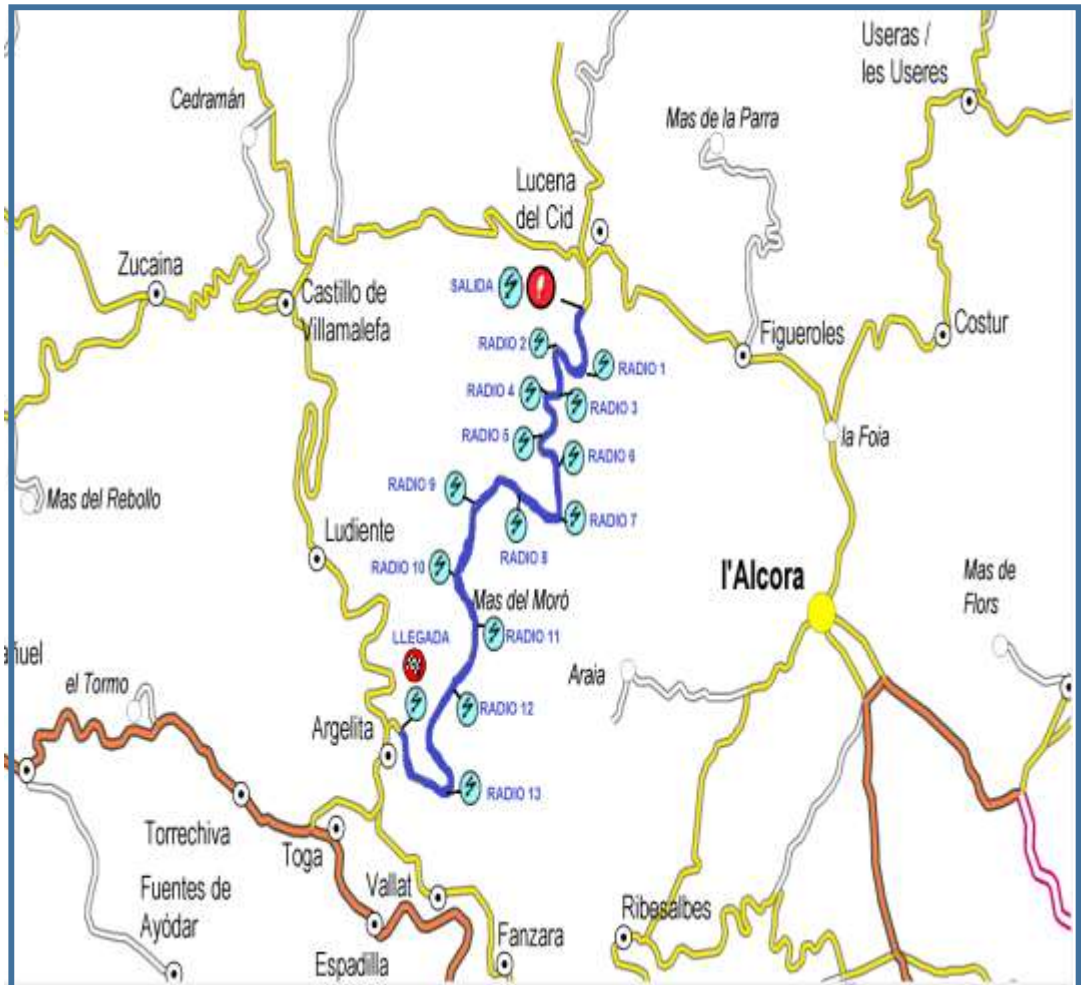 Useras /
les Useres
Cedramán
Mas de la Parra
Lucena
del Cid
Zucaina
SALIDA
Castillo de
Villamalefa
Figueroles
Costur
RADIO 2
RADIO 1
RADIO 4
RADIO 3
la Foia
RADIO 5
RADIO 6
Mas del Rebollo
RADIO 9
RADIO 7
Ludiente
RADIO 8
RADIO 10
l'Alcora
Mas de
Flors
Mas del Moró
LLEGADA
RADIO 11
añuel
Araia
el Tormo
RADIO 12
Argelita
RADIO 13
Torrechiva
Toga
Vallat
Fuentes de
Ayódar
Ribesalbes
Fanzara
Espadilla